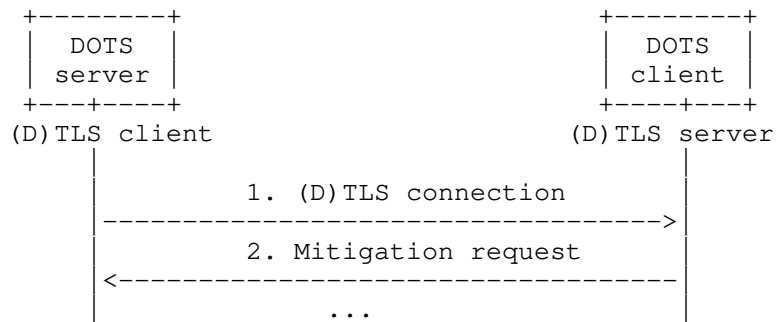 DOTS DOTS
server client
(D)TLS client (D)TLS server
1. (D)TLS connection
2. Mitigation request
...